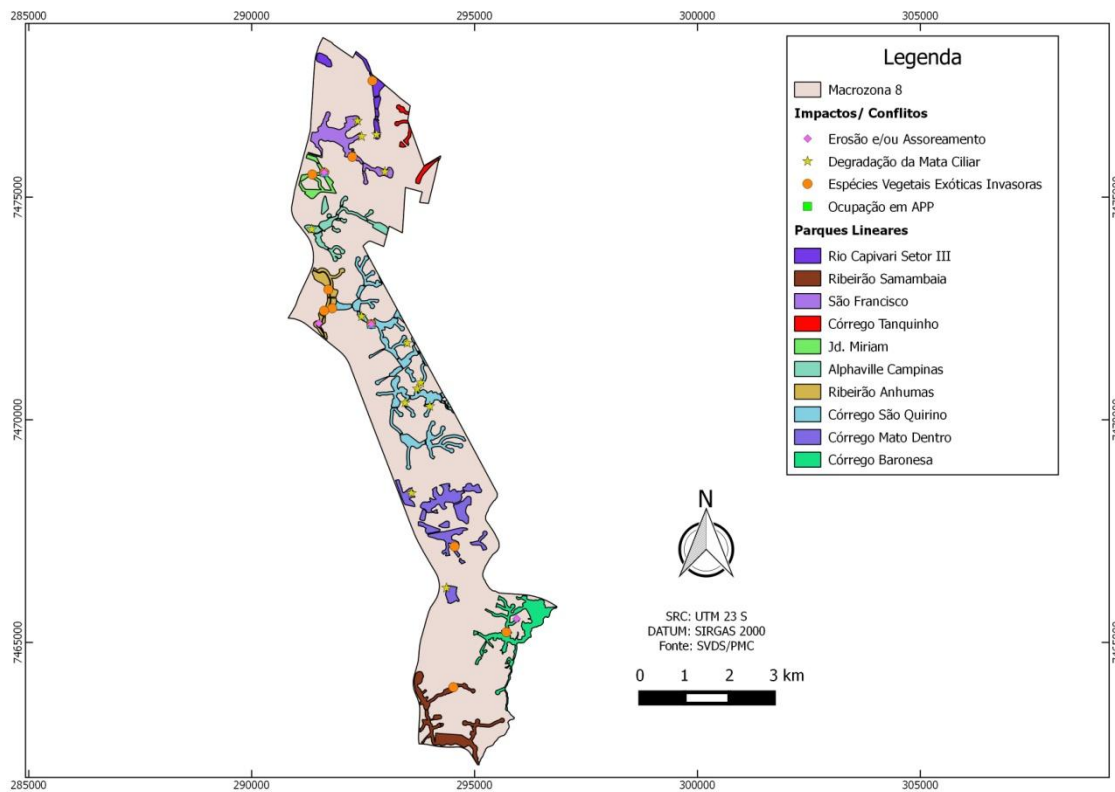 285000
290000
295000
300000
305000
7475000
7475000
7470000
7470000
7465000
7465000
Legenda
Macrozona 8
Impactos/ Conflitos
Erosão e/ou Assoreamento
Degradação da Mata Ciliar
Espécies Vegetais Exóticas Invasoras
Ocupação em APP
Parques Lineares
Rio Capivari Setor III
Ribeirão Samambaia
São Francisco
Córrego Tanquinho
Jd. Miriam
Alphaville Campinas
Ribeirão Anhumas
Córrego São Quirino
Córrego Mato Dentro
Córrego Baronesa
N
SRC: UTM 23 S
DATUM: SIRGAS 2000
Fonte: SVDS/PMC
0 1 2 3 km
285000
290000
295000
300000
305000